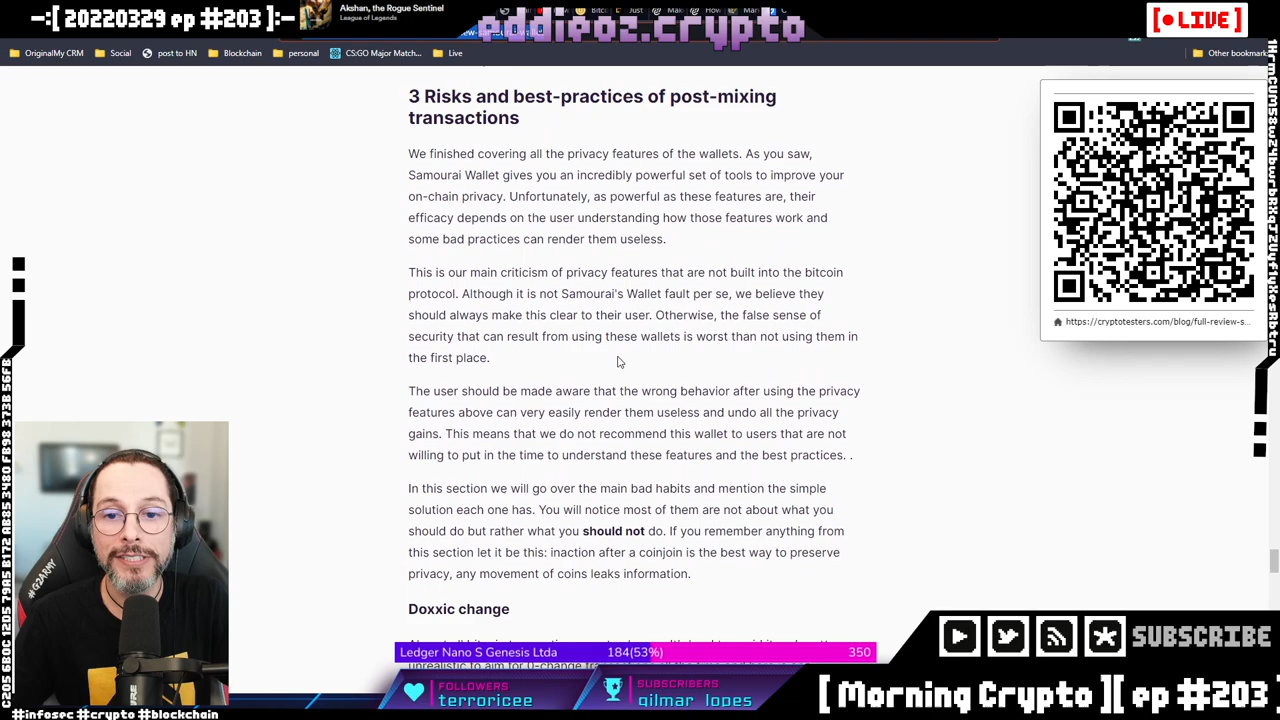 -:[ 20220329 ep #203 ]:-
Akshan, the Rogue Sentinel
League of Legends
eddieoz.crypto
[●LIVE]
OriginalMy CRM
Social
post to HN
Blockchain
personal
CS:GO Major Match...
Live
Other bookmark
3 Risks and best-practices of post-mixing
transactions
We finished covering all the privacy features of the wallets. As you saw,
Samourai Wallet gives you an incredibly powerful set of tools to improve your
on-chain privacy. Unfortunately, as powerful as these features are, their
efficacy depends on the user understanding how those features work and
some bad practices can render them useless.
This is our main criticism of privacy features that are not built into the bitcoin
protocol. Although it is not Samourai's Wallet fault per se, we believe they
should always make this clear to their user. Otherwise, the false sense of
security that can result from using these wallets is worst than not using them in
the first place.
The user should be made aware that the wrong behavior after using the privacy
features above can very easily render them useless and undo all the privacy
gains. This means that we do not recommend this wallet to users that are not
willing to put in the time to understand these features and the best practices. .
In this section we will go over the main bad habits and mention the simple
solution each one has. You will notice most of them are not about what you
should do but rather what you should not do. If you remember anything from
this section let it be this: inaction after a coinjoin is the best way to preserve
privacy, any movement of coins leaks information.
Doxxic change
https://cryptotesters.com/blog/full-review-s...
#G2ARMY
Ledger Nano S Genesis Ltda
184(53%)
350
FOLLOWERS
terroricee
SUBSCRIBERS
gilmar_lopes
SUBSCRIBE
[Morning Crypto][ep #203]
#infosec #crypto #blockchain